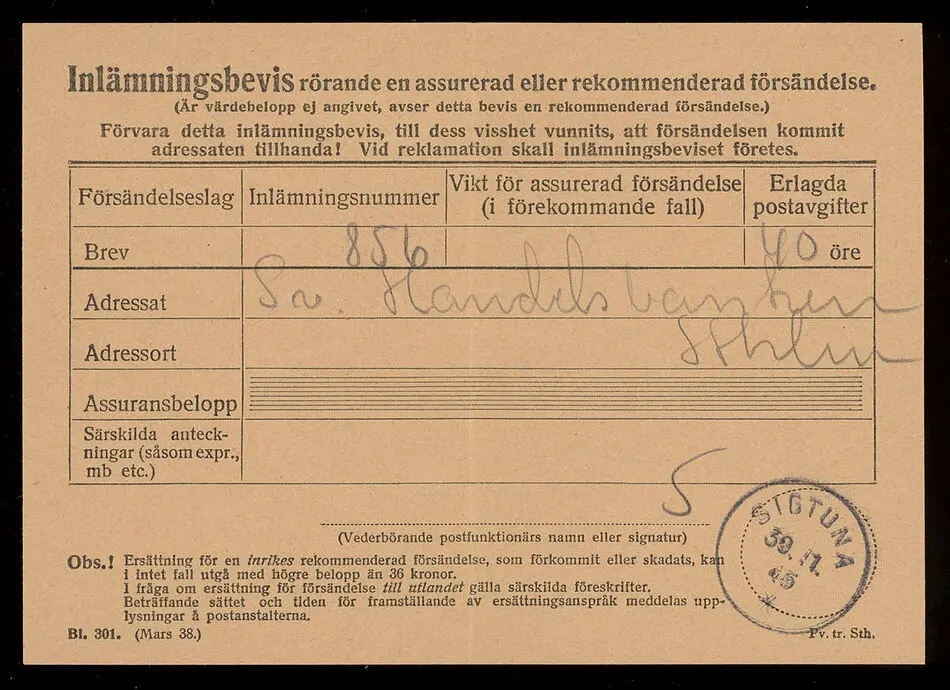 Inlämningsbevis rörande en assurerad eller rekommenderad försändelse.
(Är värdebelopp ej angivet, avser detta bevis en rekommenderad försändelse.)
Förvara detta inlämningsbevis, till dess visshet vunnits, att försändelsen kommit
adressaten tillhanda! Vid reklamation skall inlämningsbeviset företes.
Försändelseslag Inlämningsnummer Vikt för assurerad försändelse (i förekommande fall) Erlagda postavgifter
Brev 856 40 öre
Adressat Sv. Handelsbanken
Adressort Sthlm
Assuransbelopp
Särskilda anteck-
ningar (såsom expr.,
mb etc.)
S
(Vederbörande postfunktionärs namn eller signatur)
SIGTUNA
30. 11.
45
Obs.! Ersättning för en inrikes rekommenderad försändelse, som förkommit eller skadats, kan
i intet fall utgå med högre belopp än 36 kronor.
I fråga om ersättning för försändelse till utlandet gälla särskilda föreskrifter.
Beträffande sättet och tiden för framställande av ersättningsanspråk meddelas upp-
lysningar å postanstalterna.
Bl. 301. (Mars 38.) Pv. tr. Sth.